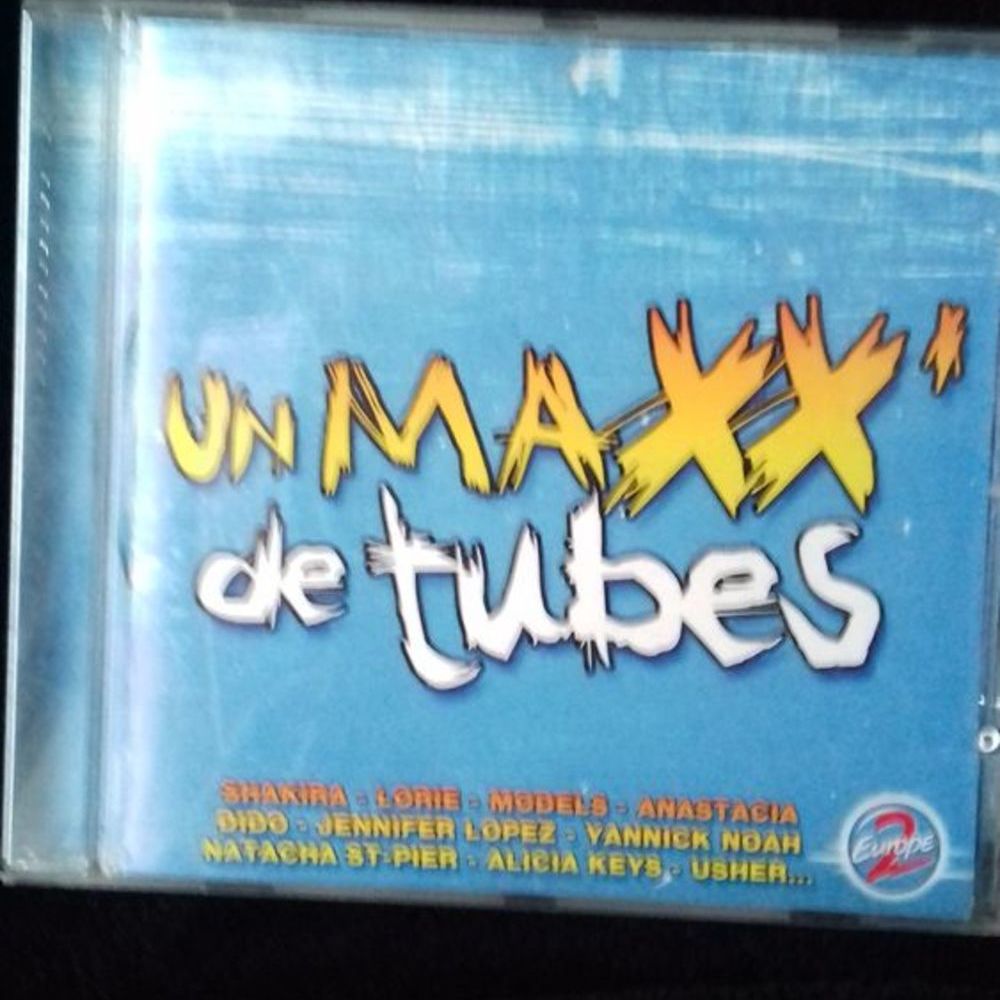 UN MAXX'
de tubes
SHAKIRA - LORIE - MODELS - ANASTACIA
DIDO - JENNIFER LOPEZ - YANNICK NOAH
NATACHA ST-PIER - ALICIA KEYS - USHER...
Europe 2